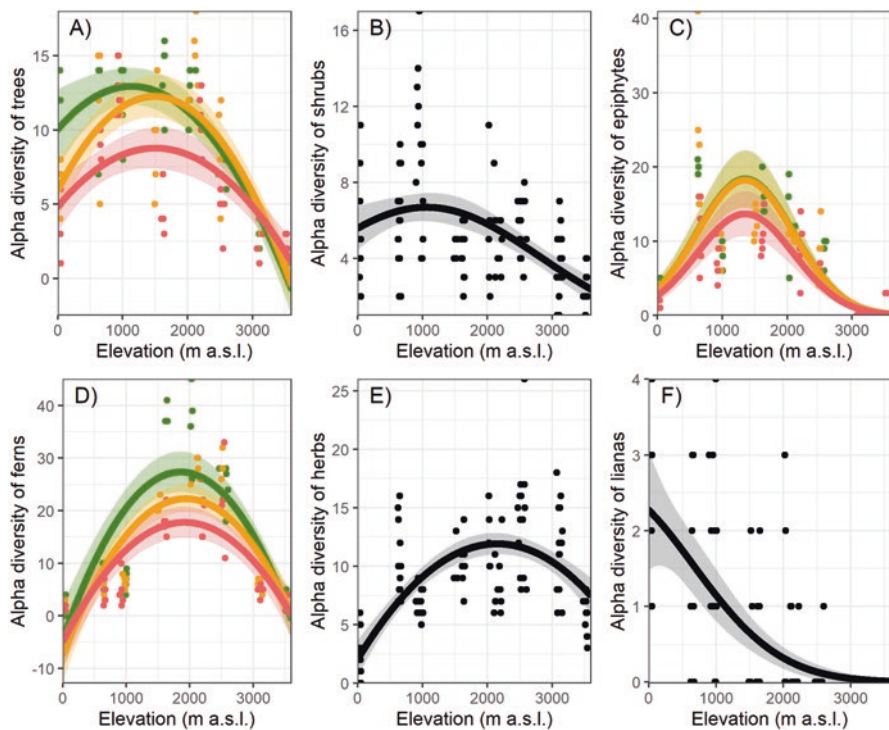 A)
Alpha diversity of trees
15
10
5
0
0 1000 2000 3000
Elevation (m a.s.l.)
B)
Alpha diversity of shrubs
16
12
8
4
0 1000 2000 3000
Elevation (m a.s.l.)
C)
Alpha diversity of epiphytes
40
30
20
10
0
0 1000 2000 3000
Elevation (m a.s.l.)
D)
Alpha diversity of ferns
40
30
20
10
0
-10
0 1000 2000 3000
Elevation (m a.s.l.)
E)
Alpha diversity of herbs
25
20
15
10
5
0
0 1000 2000 3000
Elevation (m a.s.l.)
F)
Alpha diversity of lianas
4
3
2
1
0
0 1000 2000 3000
Elevation (m a.s.l.)